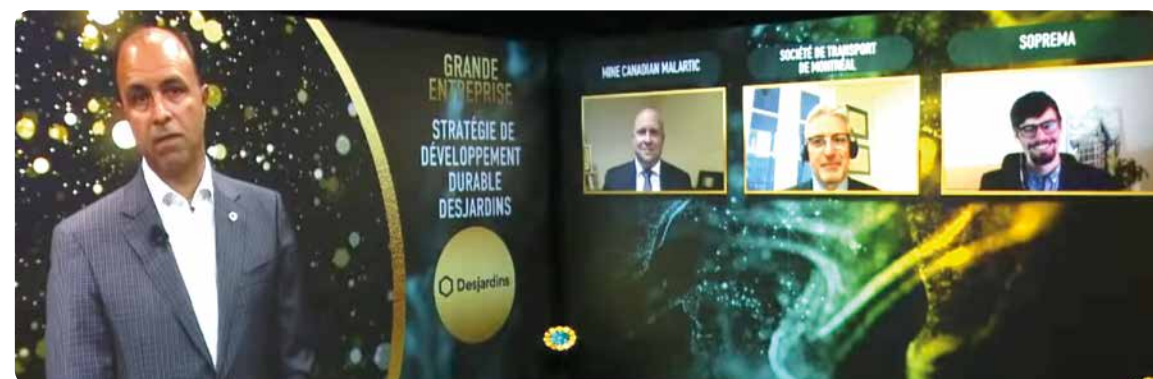 GRANDE
ENTREPRISE
STRATÉGIE DE
DÉVELOPPEMENT
DURABLE
DESJARDINS
Desjardins
MINE CANADIAN MALARTIC
SOCIÉTÉ DE TRANSPORT
DE MONTRÉAL
SOPREMA